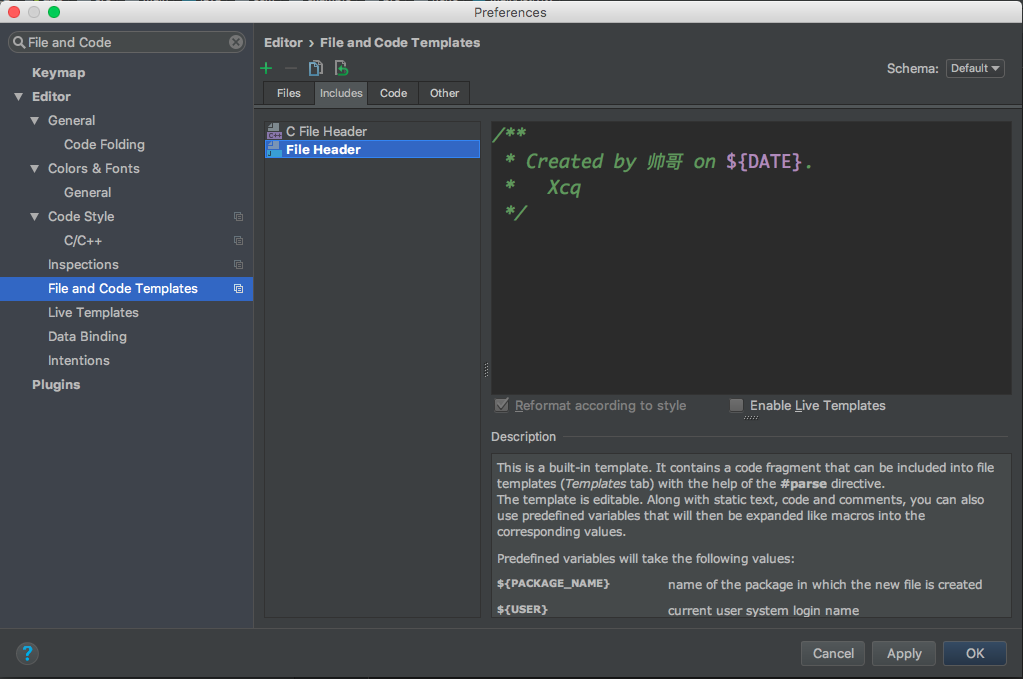 Preferences
File and Code
Keymap
Editor
General
Code Folding
Colors & Fonts
General
Code Style
C/C++
Inspections
File and Code Templates
Live Templates
Data Binding
Intentions
Plugins
Editor › File and Code Templates
Schema: Default
Files Includes Code Other
C File Header
File Header
/**
* Created by 帅哥 on ${DATE}.
* Xcq
*/
Reformat according to style Enable Live Templates
Description
This is a built-in template. It contains a code fragment that can be included into file
templates (Templates tab) with the help of the #parse directive.
The template is editable. Along with static text, code and comments, you can also
use predefined variables that will then be expanded like macros into the
corresponding values.
Predefined variables will take the following values:
${PACKAGE_NAME} name of the package in which the new file is created
${USER} current user system login name
? Cancel Apply OK